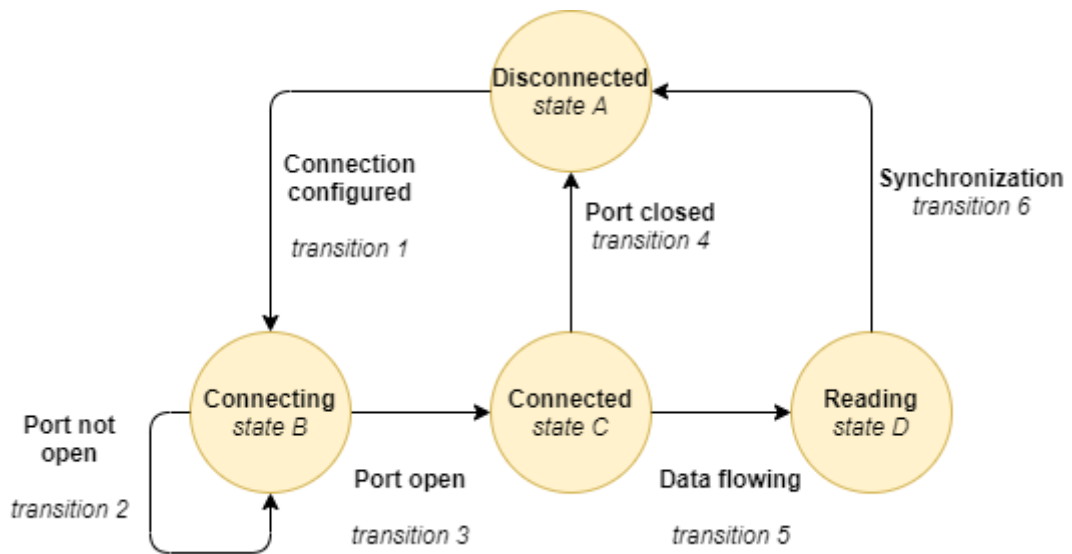 Disconnected
state A
Connection
configured
transition 1
Port closed
transition 4
Synchronization
transition 6
Connecting
state B
Connected
state C
Reading
state D
Port not
open
transition 2
Port open
transition 3
Data flowing
transition 5